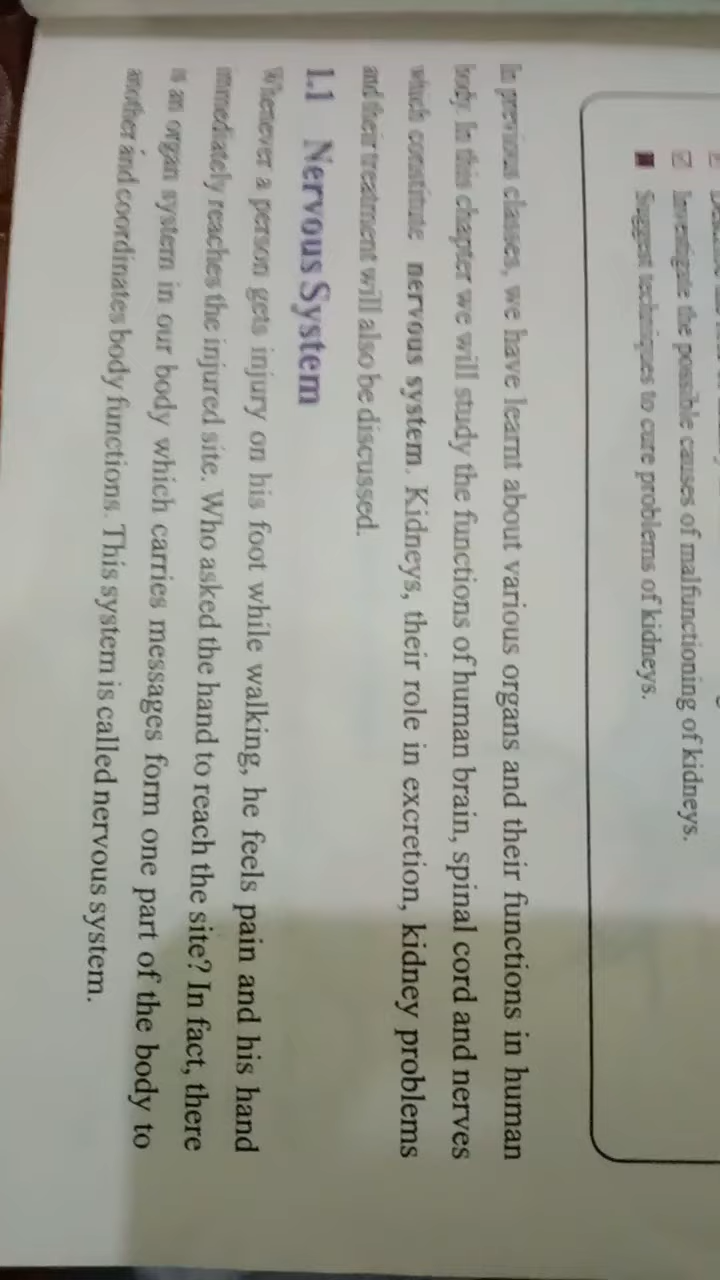 Investigate the possible causes of malfunctioning of kidneys.
Suggest techniques to cure problems of kidneys.
In previous classes, we have learnt about various organs and their functions in human
body. In this chapter we will study the functions of human brain, spinal cord and nerves
which constitute nervous system. Kidneys, their role in excretion, kidney problems
and their treatment will also be discussed.
1.1 Nervous System
Whenever a person gets injury on his foot while walking, he feels pain and his hand
immediately reaches the injured site. Who asked the hand to reach the site? In fact, there
is an organ system in our body which carries messages form one part of the body to
another and coordinates body functions. This system is called nervous system.